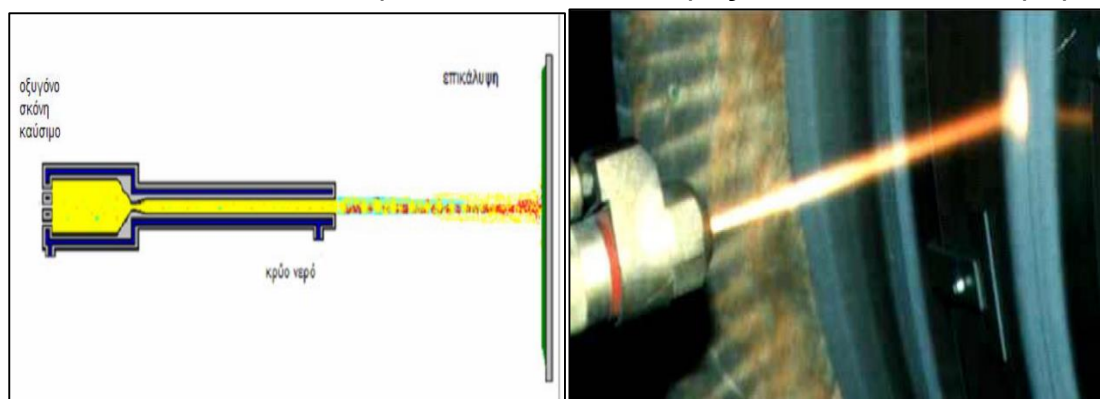 οξυγόνο
σκόνη
καύσιμο
επικάλυψη
κρύο νερό